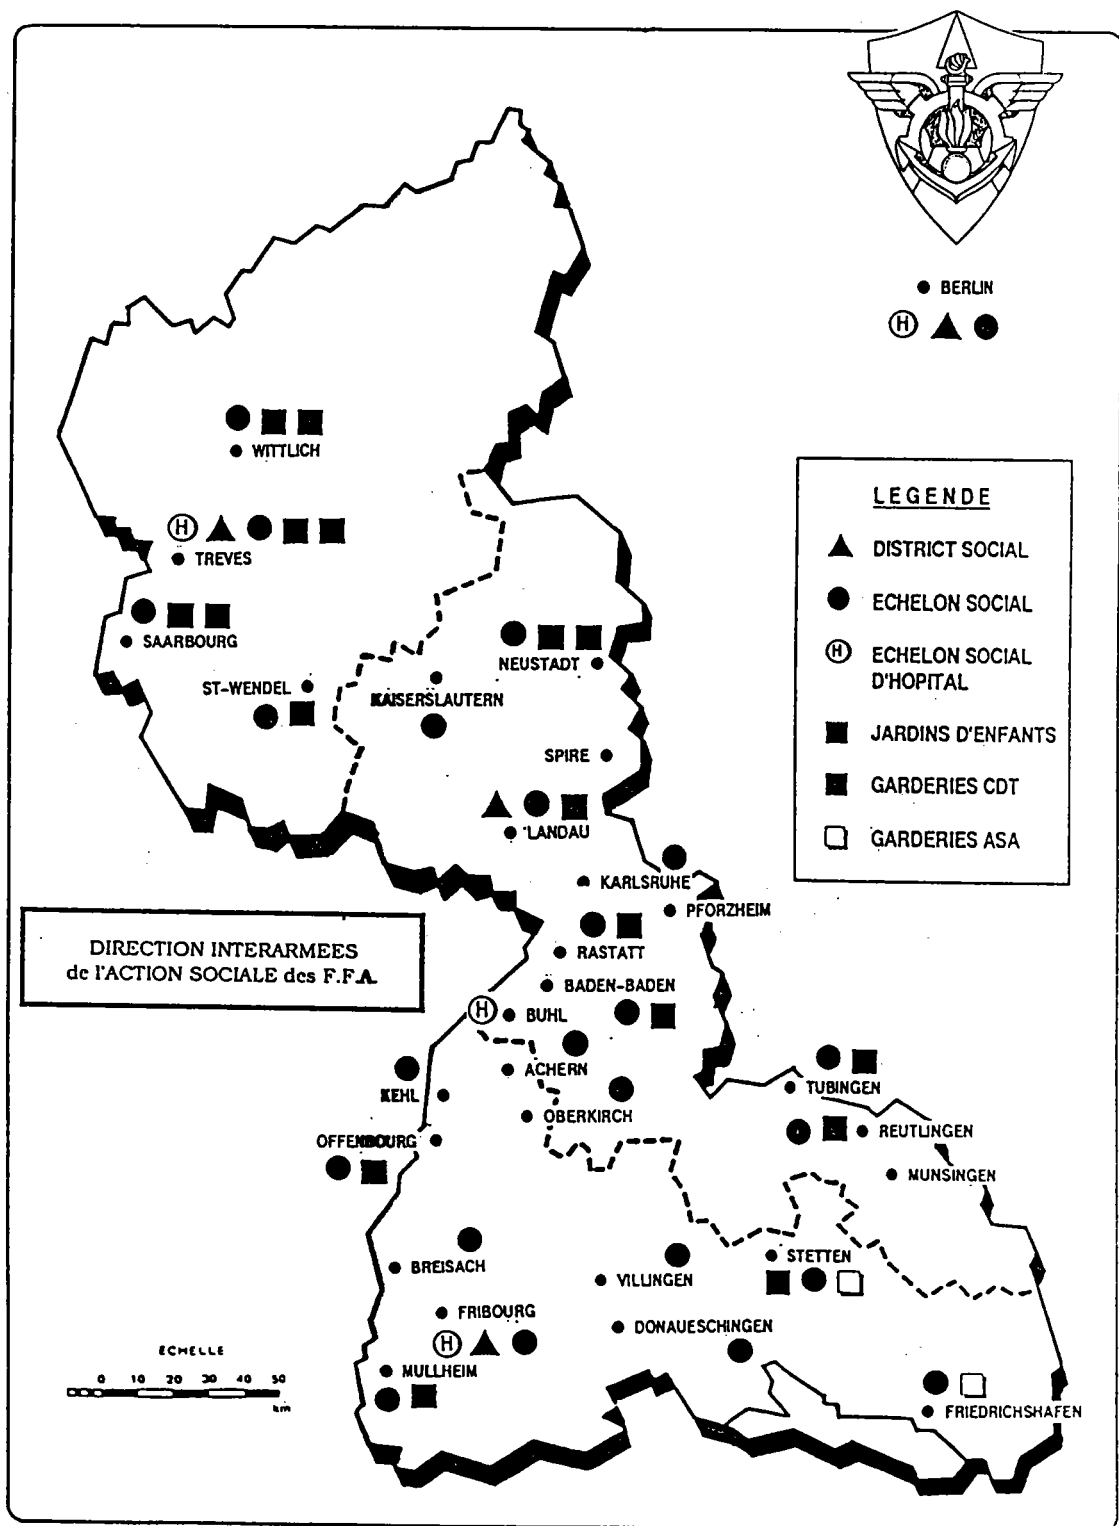 BERLIN
H
WITTLICH
LEGENDE
DISTRICT SOCIAL
ECHELON SOCIAL
H ECHELON SOCIAL
D'HOPITAL
JARDINS D'ENFANTS
GARDERIES CDT
GARDERIES ASA
H
TREVES
SAARBOURG
NEUSTADT
ST-WENDEL
KAISERSLAUTERN
SPIRE
LANDAU
KARLSRUHE
PFORZHEIM
DIRECTION INTERARMEES
de l'ACTION SOCIALE des F.F.A.
RASTATT
BADEN-BADEN
H
BUHL
ACHERN
KEHL
OBERKIRCH
TUBINGEN
OFFENBOURG
REUTLINGEN
MUNSINGEN
BREISACH
VILLINGEN
STETTEN
FRIBOURG
H
DONAUESCHINGEN
MULLHEIM
FRIEDRICHSHAFEN
ECHELLE
0 10 20 30 40 50
km